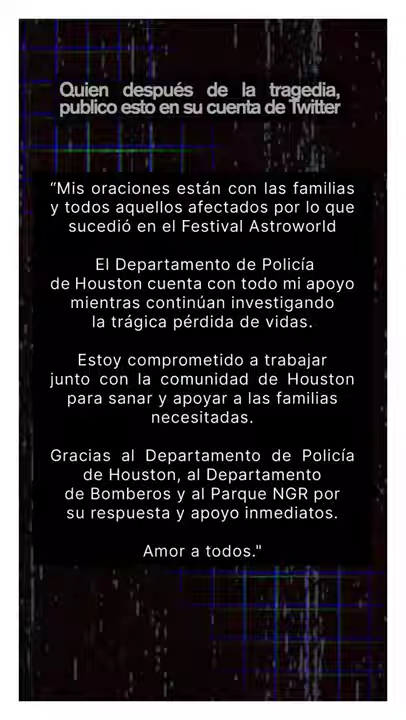 Quien después de la tragedia,
publico esto en su cuenta de Twitter
“Mis oraciones están con las familias
y todos aquellos afectados por lo que
sucedió en el Festival Astroworld
El Departamento de Policía
de Houston cuenta con todo mi apoyo
mientras continúan investigando
la trágica pérdida de vidas.
Estoy comprometido a trabajar
junto con la comunidad de Houston
para sanar y apoyar a las familias
necesitadas.
Gracias al Departamento de Policía
de Houston, al Departamento
de Bomberos y al Parque NGR por
su respuesta y apoyo inmediatos.
Amor a todos."